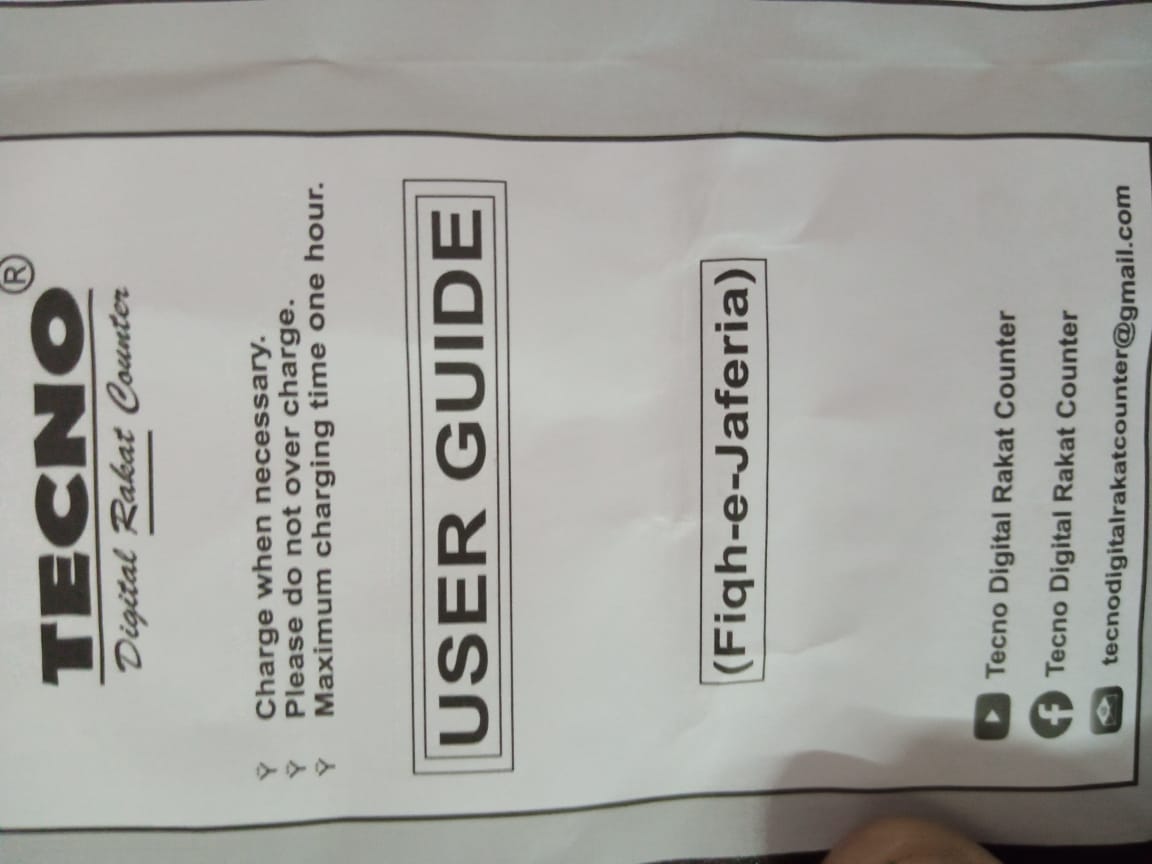 TECNO®
Digital Rakat Counter
Ÿ Charge when necessary.
Ÿ Please do not over charge.
Ÿ Maximum charging time one hour.
USER GUIDE
(Fiqh-e-Jaferia)
Tecno Digital Rakat Counter
Tecno Digital Rakat Counter
tecnodigitalrakatcounter@gmail.com